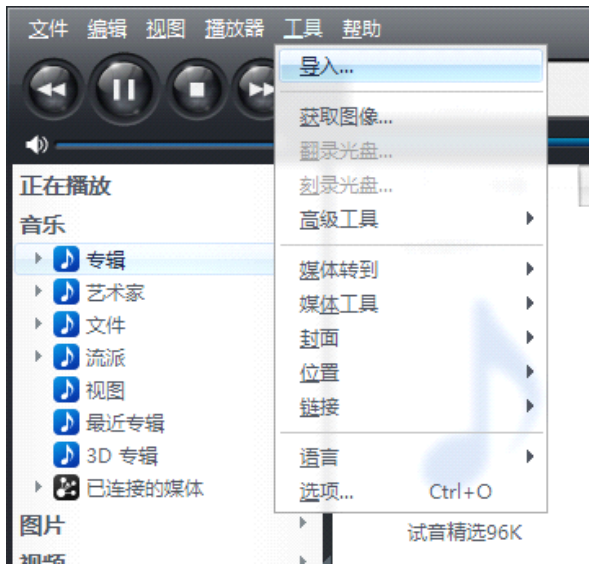 文件 编辑 视图 播放器 工具 帮助
导入...
获取图像...
翻录光盘...
刻录光盘...
高级工具
媒体转到
媒体工具
封面
位置
链接
语言
选项... Ctrl+O
正在播放
音乐
专辑
艺术家
文件
流派
视图
最近专辑
3D 专辑
已连接的媒体
图片
视频
试音精选96K